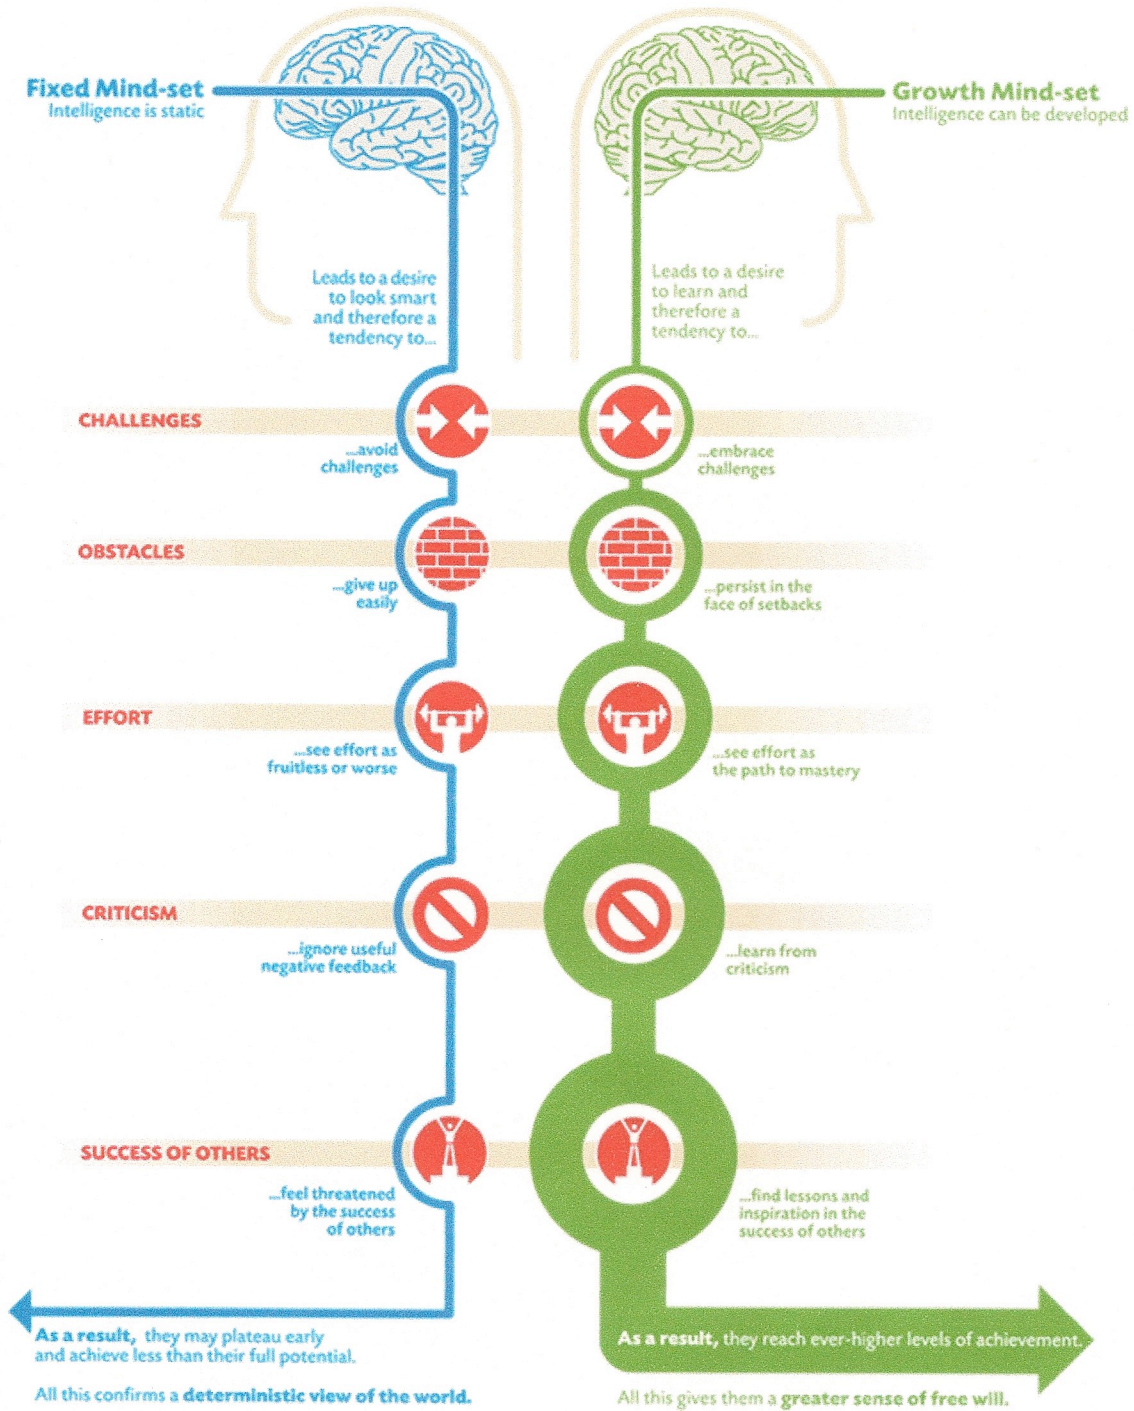 Fixed Mind-set
Intelligence is static
Growth Mind-set
Intelligence can be developed
Leads to a desire
to look smart
and therefore a
tendency to...
Leads to a desire
to learn and
therefore a
tendency to...
CHALLENGES
...avoid
challenges
...embrace
challenges
OBSTACLES
...give up
easily
...persist in the
face of setbacks
EFFORT
...see effort as
fruitless or worse
...see effort as
the path to mastery
CRITICISM
...ignore useful
negative feedback
...learn from
criticism
SUCCESS OF OTHERS
...feel threatened
by the success
of others
...find lessons and
inspiration in the
success of others
As a result, they may plateau early
and achieve less than their full potential.
All this confirms a deterministic view of the world.
As a result, they reach ever-higher levels of achievement.
All this gives them a greater sense of free will.